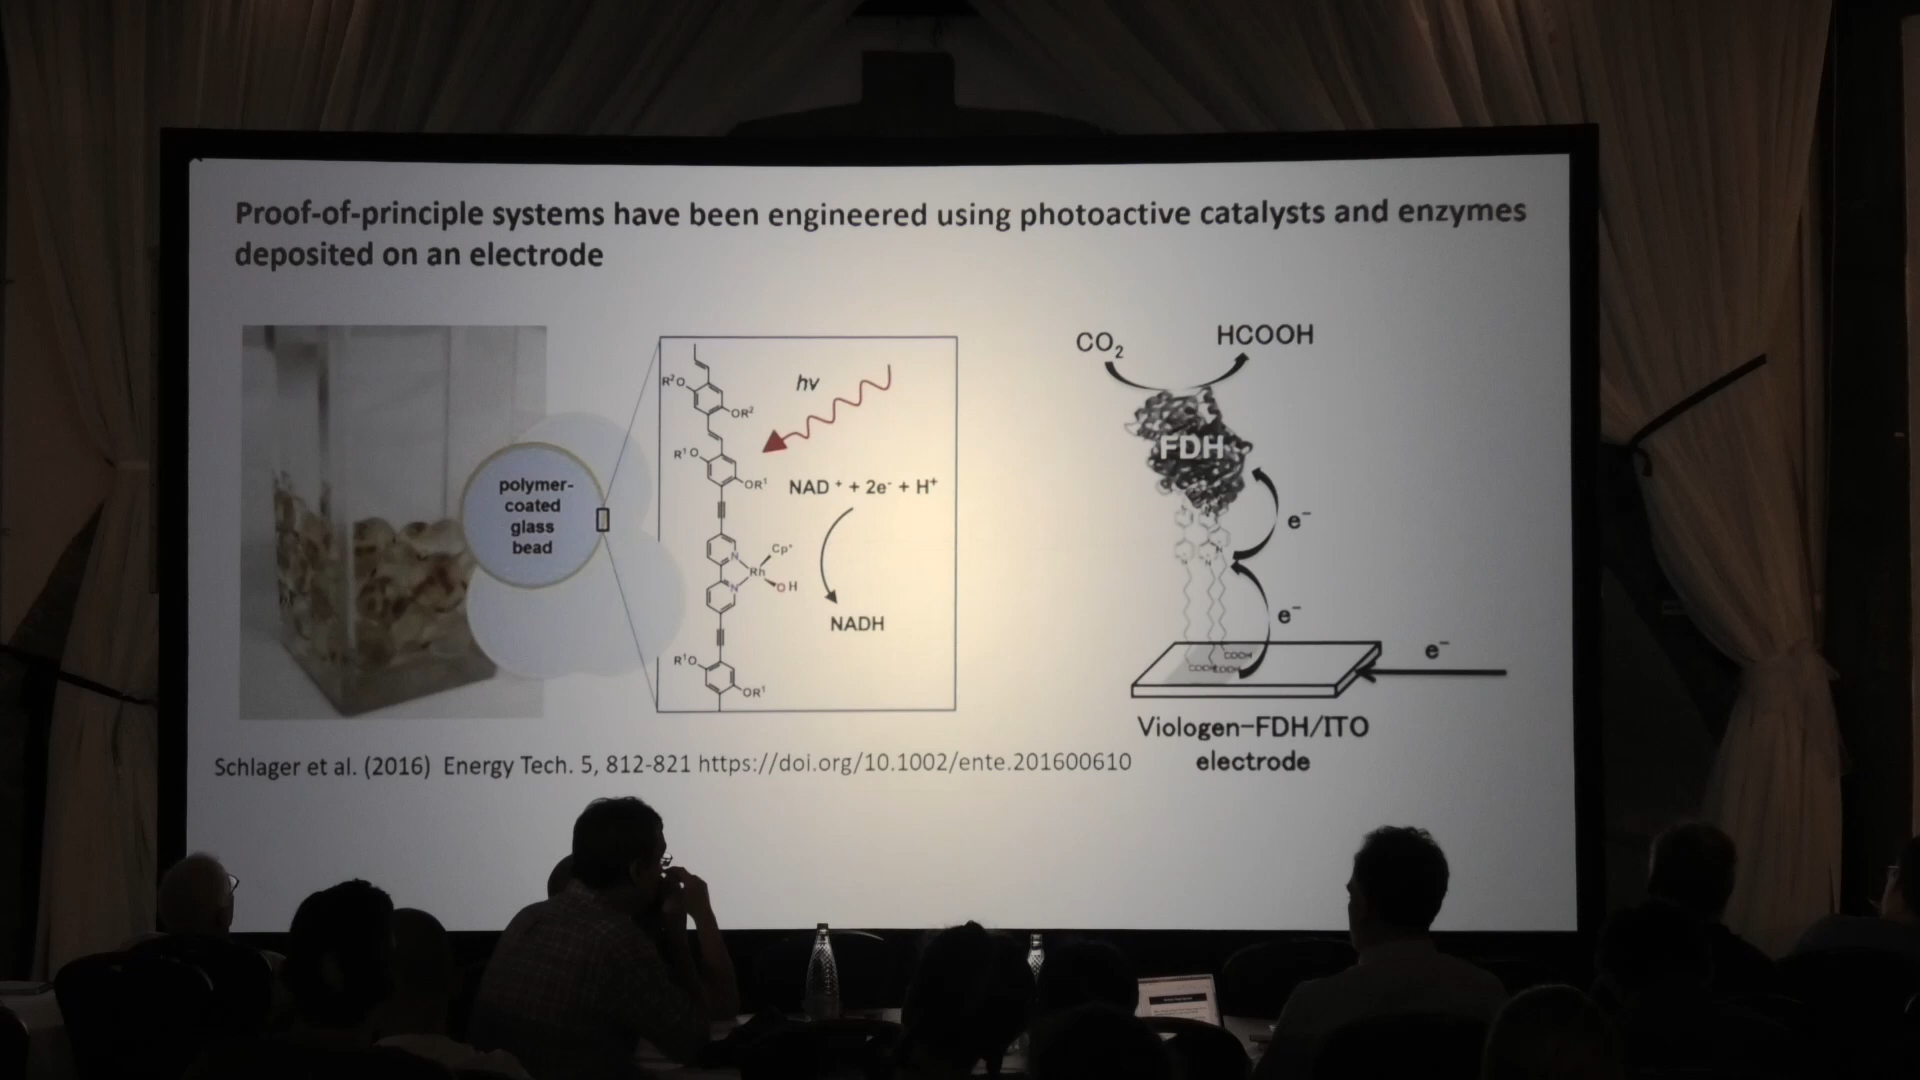 Proof-of-principle systems have been engineered using photoactive catalysts and enzymes
deposited on an electrode
polymer-
coated
glass
bead
R²O
OR²
R¹O
OR¹
hν
NAD⁺ + 2e⁻ + H⁺
N
N
Rh
Cp*
OH
NADH
R¹O
OR¹
CO₂
HCOOH
FDH
e⁻
e⁻
e⁻
N
N
N
COOH
COOH
COOH
Viologen-FDH/ITO
electrode
Schlager et al. (2016) Energy Tech. 5, 812-821 https://doi.org/10.1002/ente.201600610